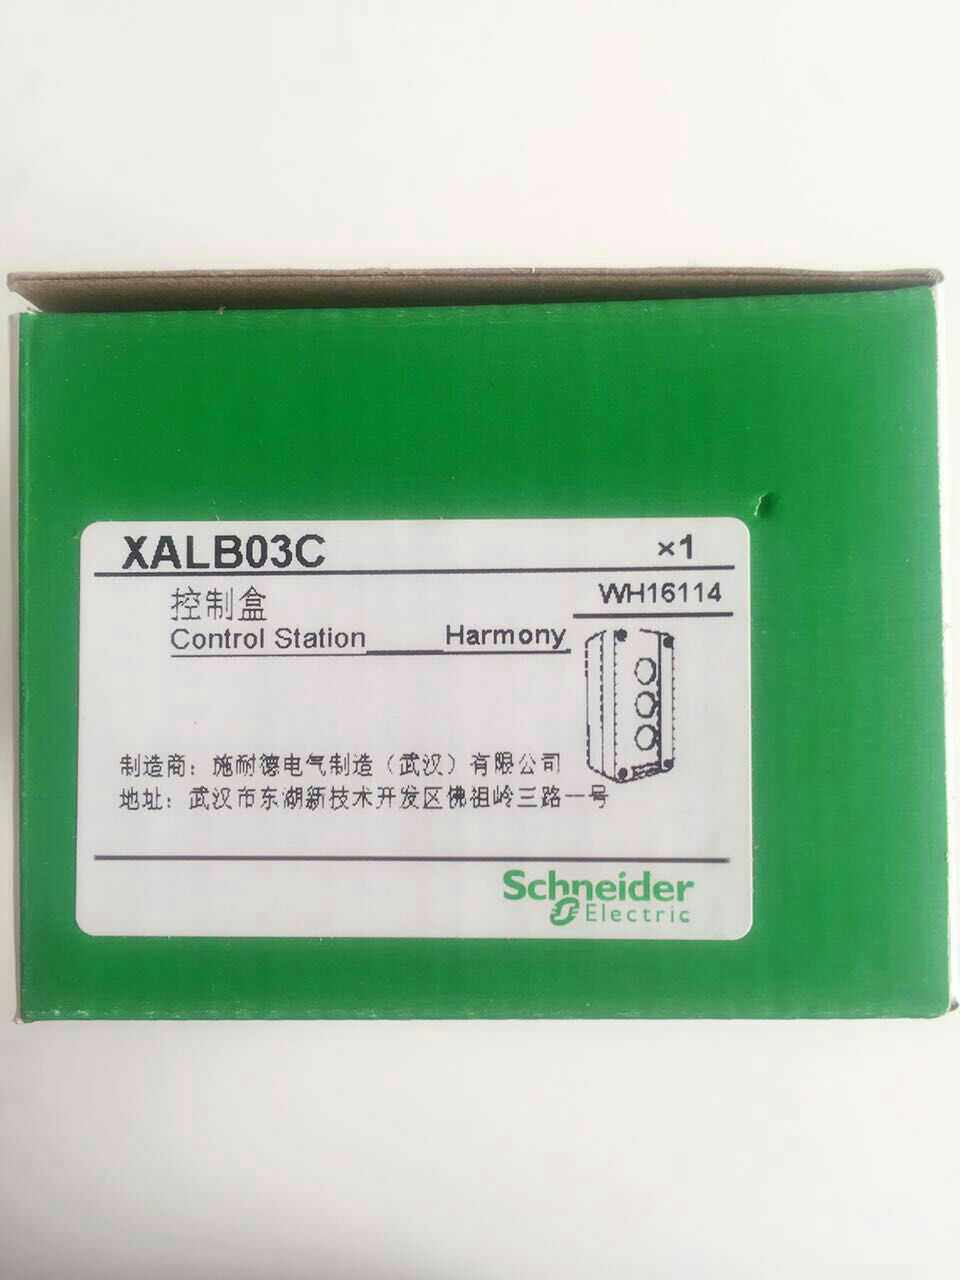 XALB03C ×1
控制盒 WH16114
Control Station Harmony
制造商：施耐德电气制造（武汉）有限公司
地址：武汉市东湖新技术开发区佛祖岭三路一号
Schneider
Electric